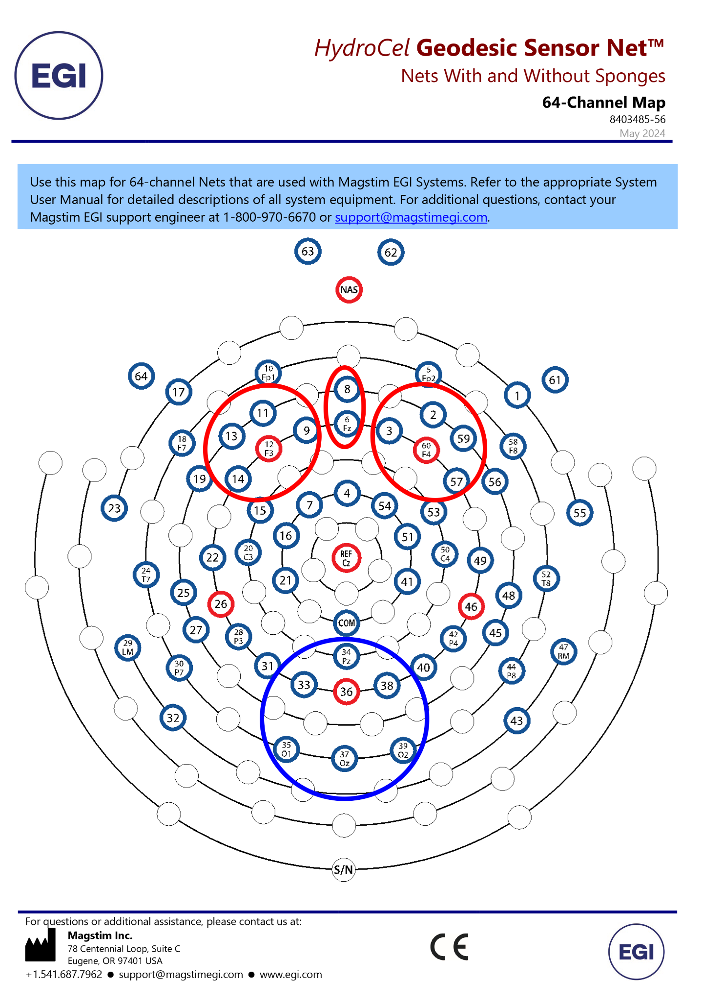 EGI
HydroCel Geodesic Sensor Net™
Nets With and Without Sponges
64-Channel Map
8403485-56
May 2024
Use this map for 64-channel Nets that are used with Magstim EGI Systems. Refer to the appropriate System
User Manual for detailed descriptions of all system equipment. For additional questions, contact your
Magstim EGI support engineer at 1-800-970-6670 or support@magstimegi.com.
63
62
NAS
10
Fp1
5
Fp2
64
61
17
8
1
11
2
6
Fz
13
9
3
59
18
F7
12
F3
60
F4
58
F8
19
14
57
56
4
23
7
54
15
53
55
16
51
20
C3
REF
Cz
50
C4
22
49
24
T7
21
41
52
T8
25
48
26
46
COM
27
45
28
P3
42
P4
29
LM
34
Pz
47
RM
30
P7
31
40
44
P8
33
36
38
32
43
35
O1
37
Oz
39
O2
S/N
For questions or additional assistance, please contact us at:
Magstim Inc.
78 Centennial Loop, Suite C
Eugene, OR 97401 USA
+1.541.687.7962 ● support@magstimegi.com ● www.egi.com
CE
EGI